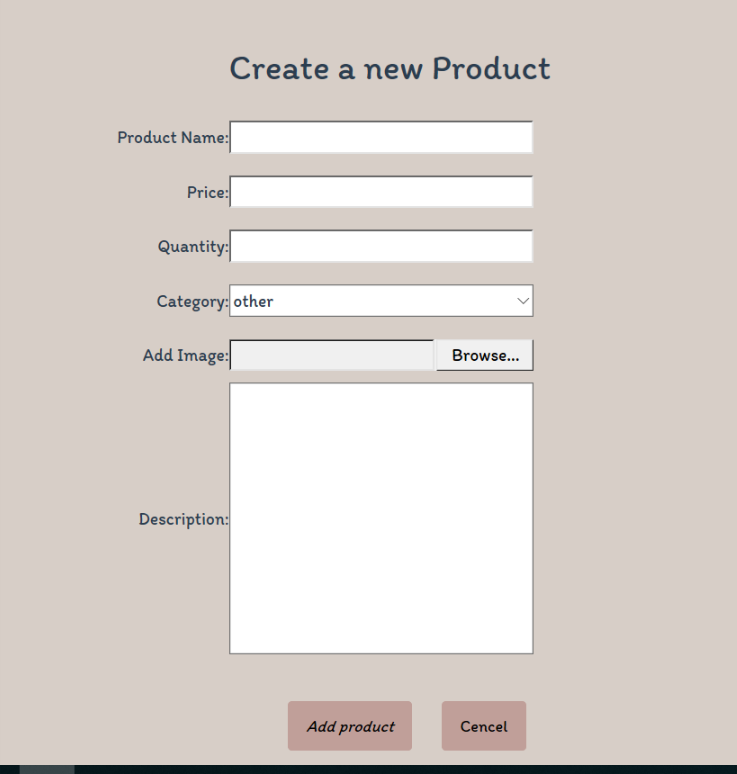 Create a new Product
Product Name:
Price:
Quantity:
Category: other
Add Image: Browse...
Description:
Add product Cencel